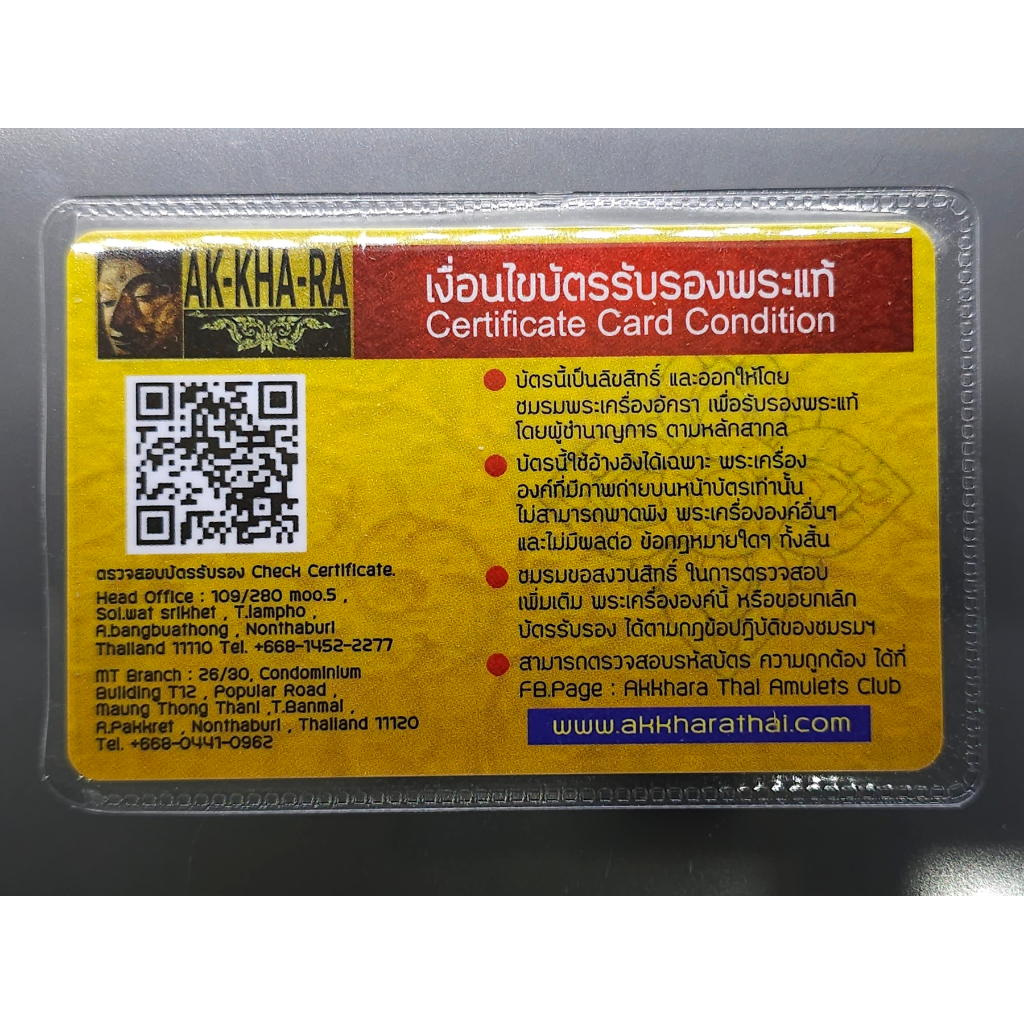 AK-KHA-RA
เงื่อนไขบัตรรับรองพระแท้
Certificate Card Condition
ตรวจสอบบัตรรับรอง Check Certificate.
Head Office : 109/280 moo.5 ,
Soi.wat srikhet , T.lampho ,
A.bangbuathong , Nonthaburi
Thailand 11110 Tel. +668-1452-2277
MT Branch : 26/30, Condominium
Building T12 , Popular Road ,
Maung Thong Thani ,T.Banmai ,
A.Pakkret , Nonthaburi , Thailand 11120
Tel. +668-0441-0962
บัตรนี้เป็นลิขสิทธิ์ และออกให้โดย
ชมรมพระเครื่องอัครา เพื่อรับรองพระแท้
โดยผู้ชำนาญการ ตามหลักสากล
บัตรนี้ใช้อ้างอิงได้เฉพาะ พระเครื่อง
องค์ที่มีภาพถ่ายบนหน้าบัตรเท่านั้น
ไม่สามารถพาดพิง พระเครื่ององค์อื่นๆ
และไม่มีผลต่อ ข้อกฎหมายใดๆ ทั้งสิ้น
ชมรมขอสงวนสิทธิ์ ในการตรวจสอบ
เพิ่มเติม พระเครื่ององค์นี้ หรือขอยกเลิก
บัตรรับรอง ได้ตามกฎข้อปฎิบัติของชมรมฯ
สามารถตรวจสอบรหัสบัตร ความถูกต้อง ได้ที่
FB.Page : Akkhara Thai Amulets Club
www.akkharathai.com